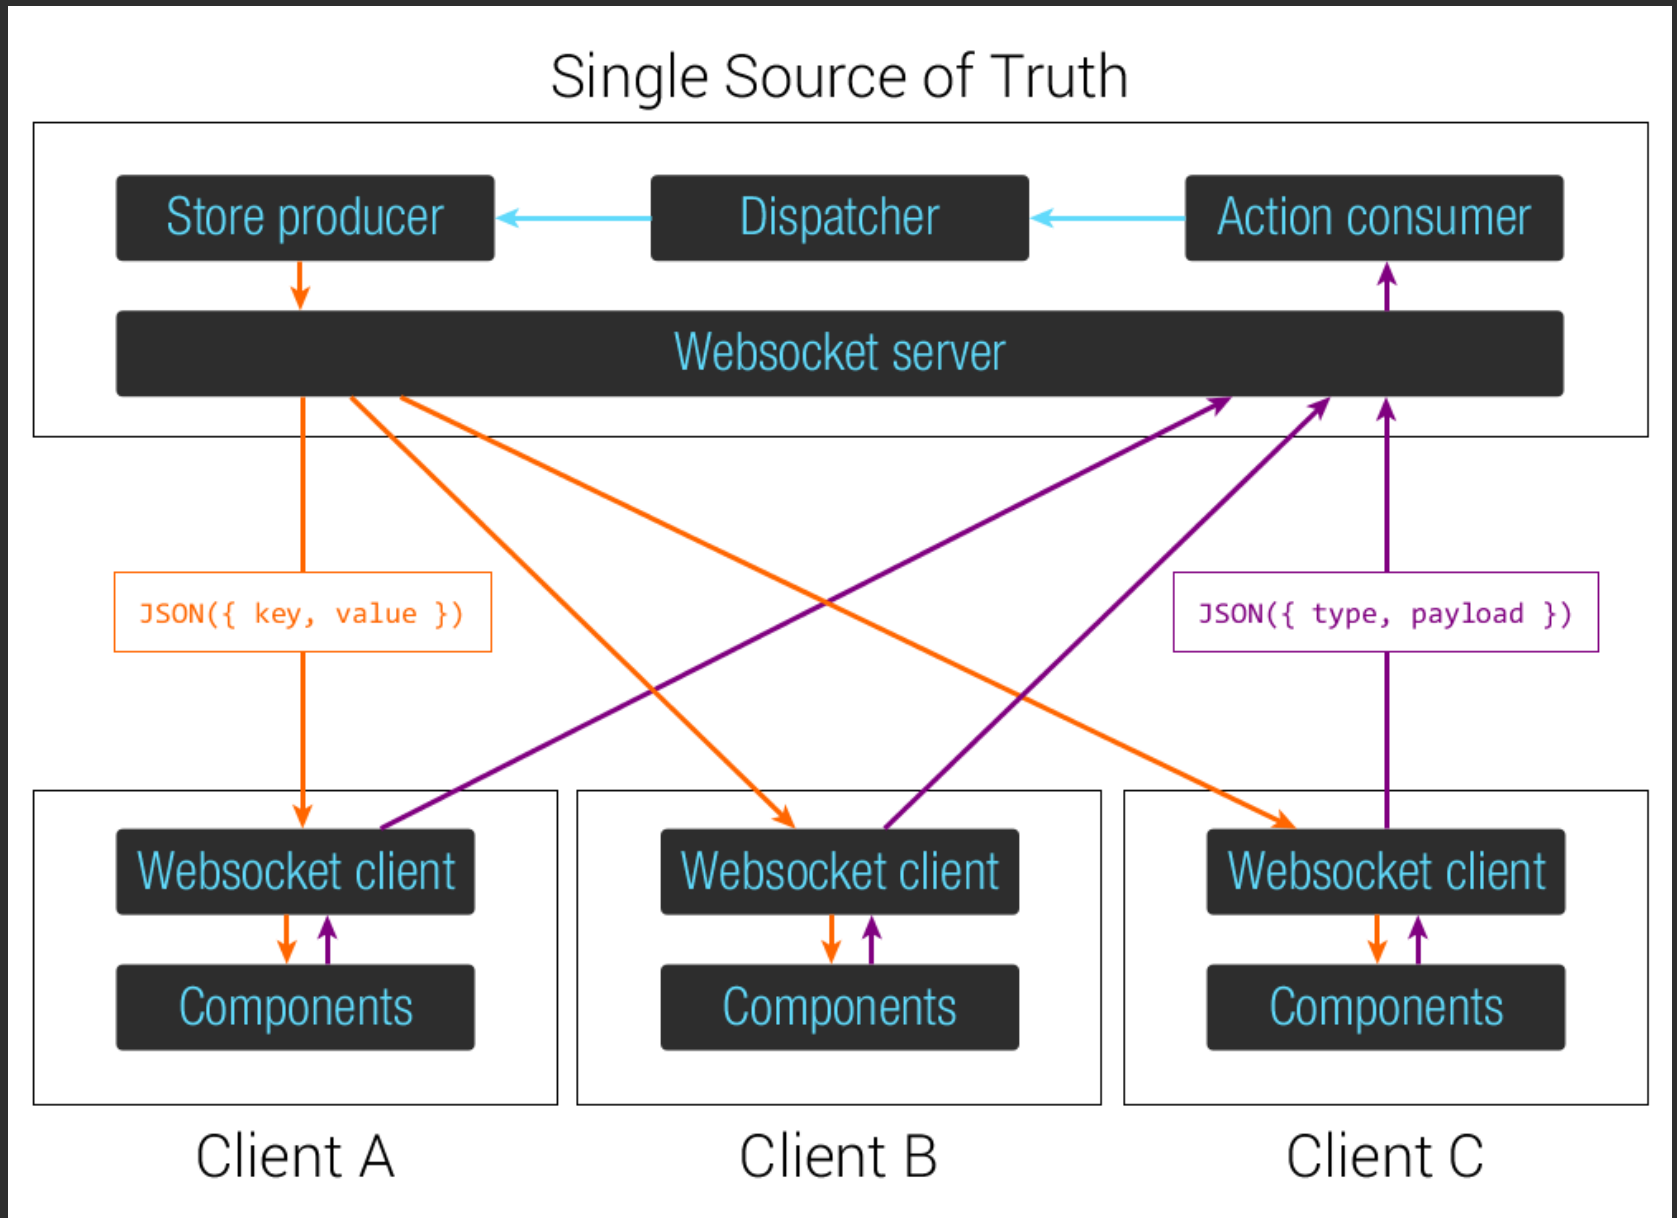 Single Source of Truth
Store producer
Dispatcher
Action consumer
Websocket server
JSON({ key, value })
JSON({ type, payload })
Websocket client
Websocket client
Websocket client
Components
Components
Components
Client A
Client B
Client C